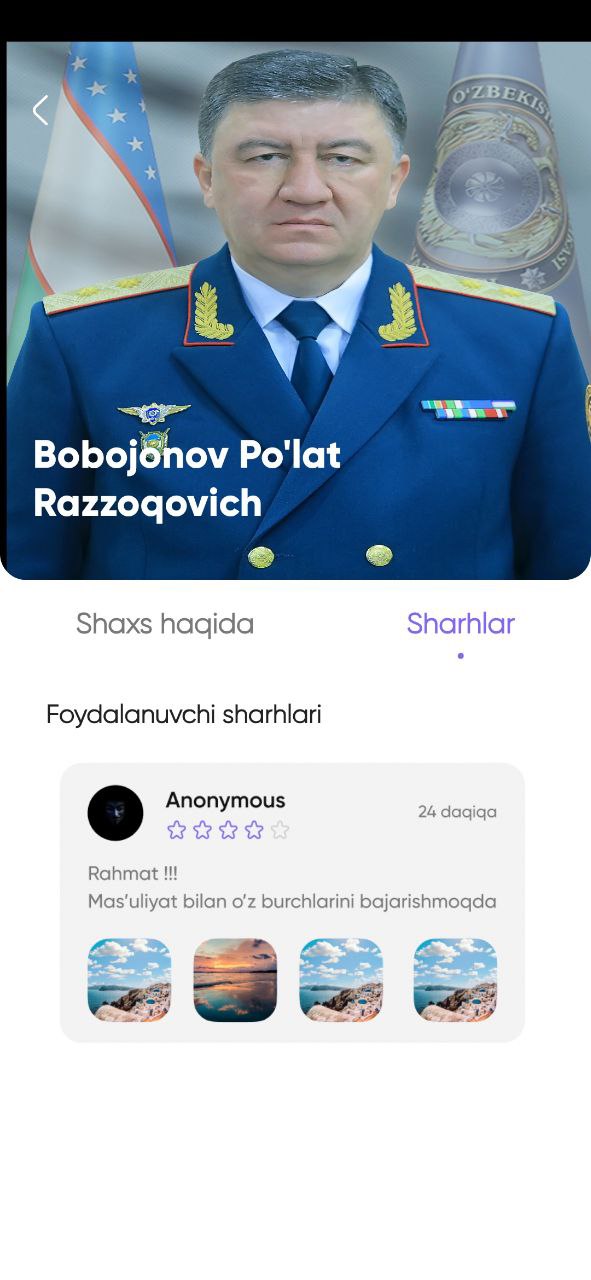 O'ZBEKIS
ASI
Bobojonov Po'lat
Razzoqovich
Shaxs haqida
Sharhlar
Foydalanuvchi sharhlari
Anonymous
24 daqiqa
Rahmat !!!
Mas’uliyat bilan o’z burchlarini bajarishmoqda